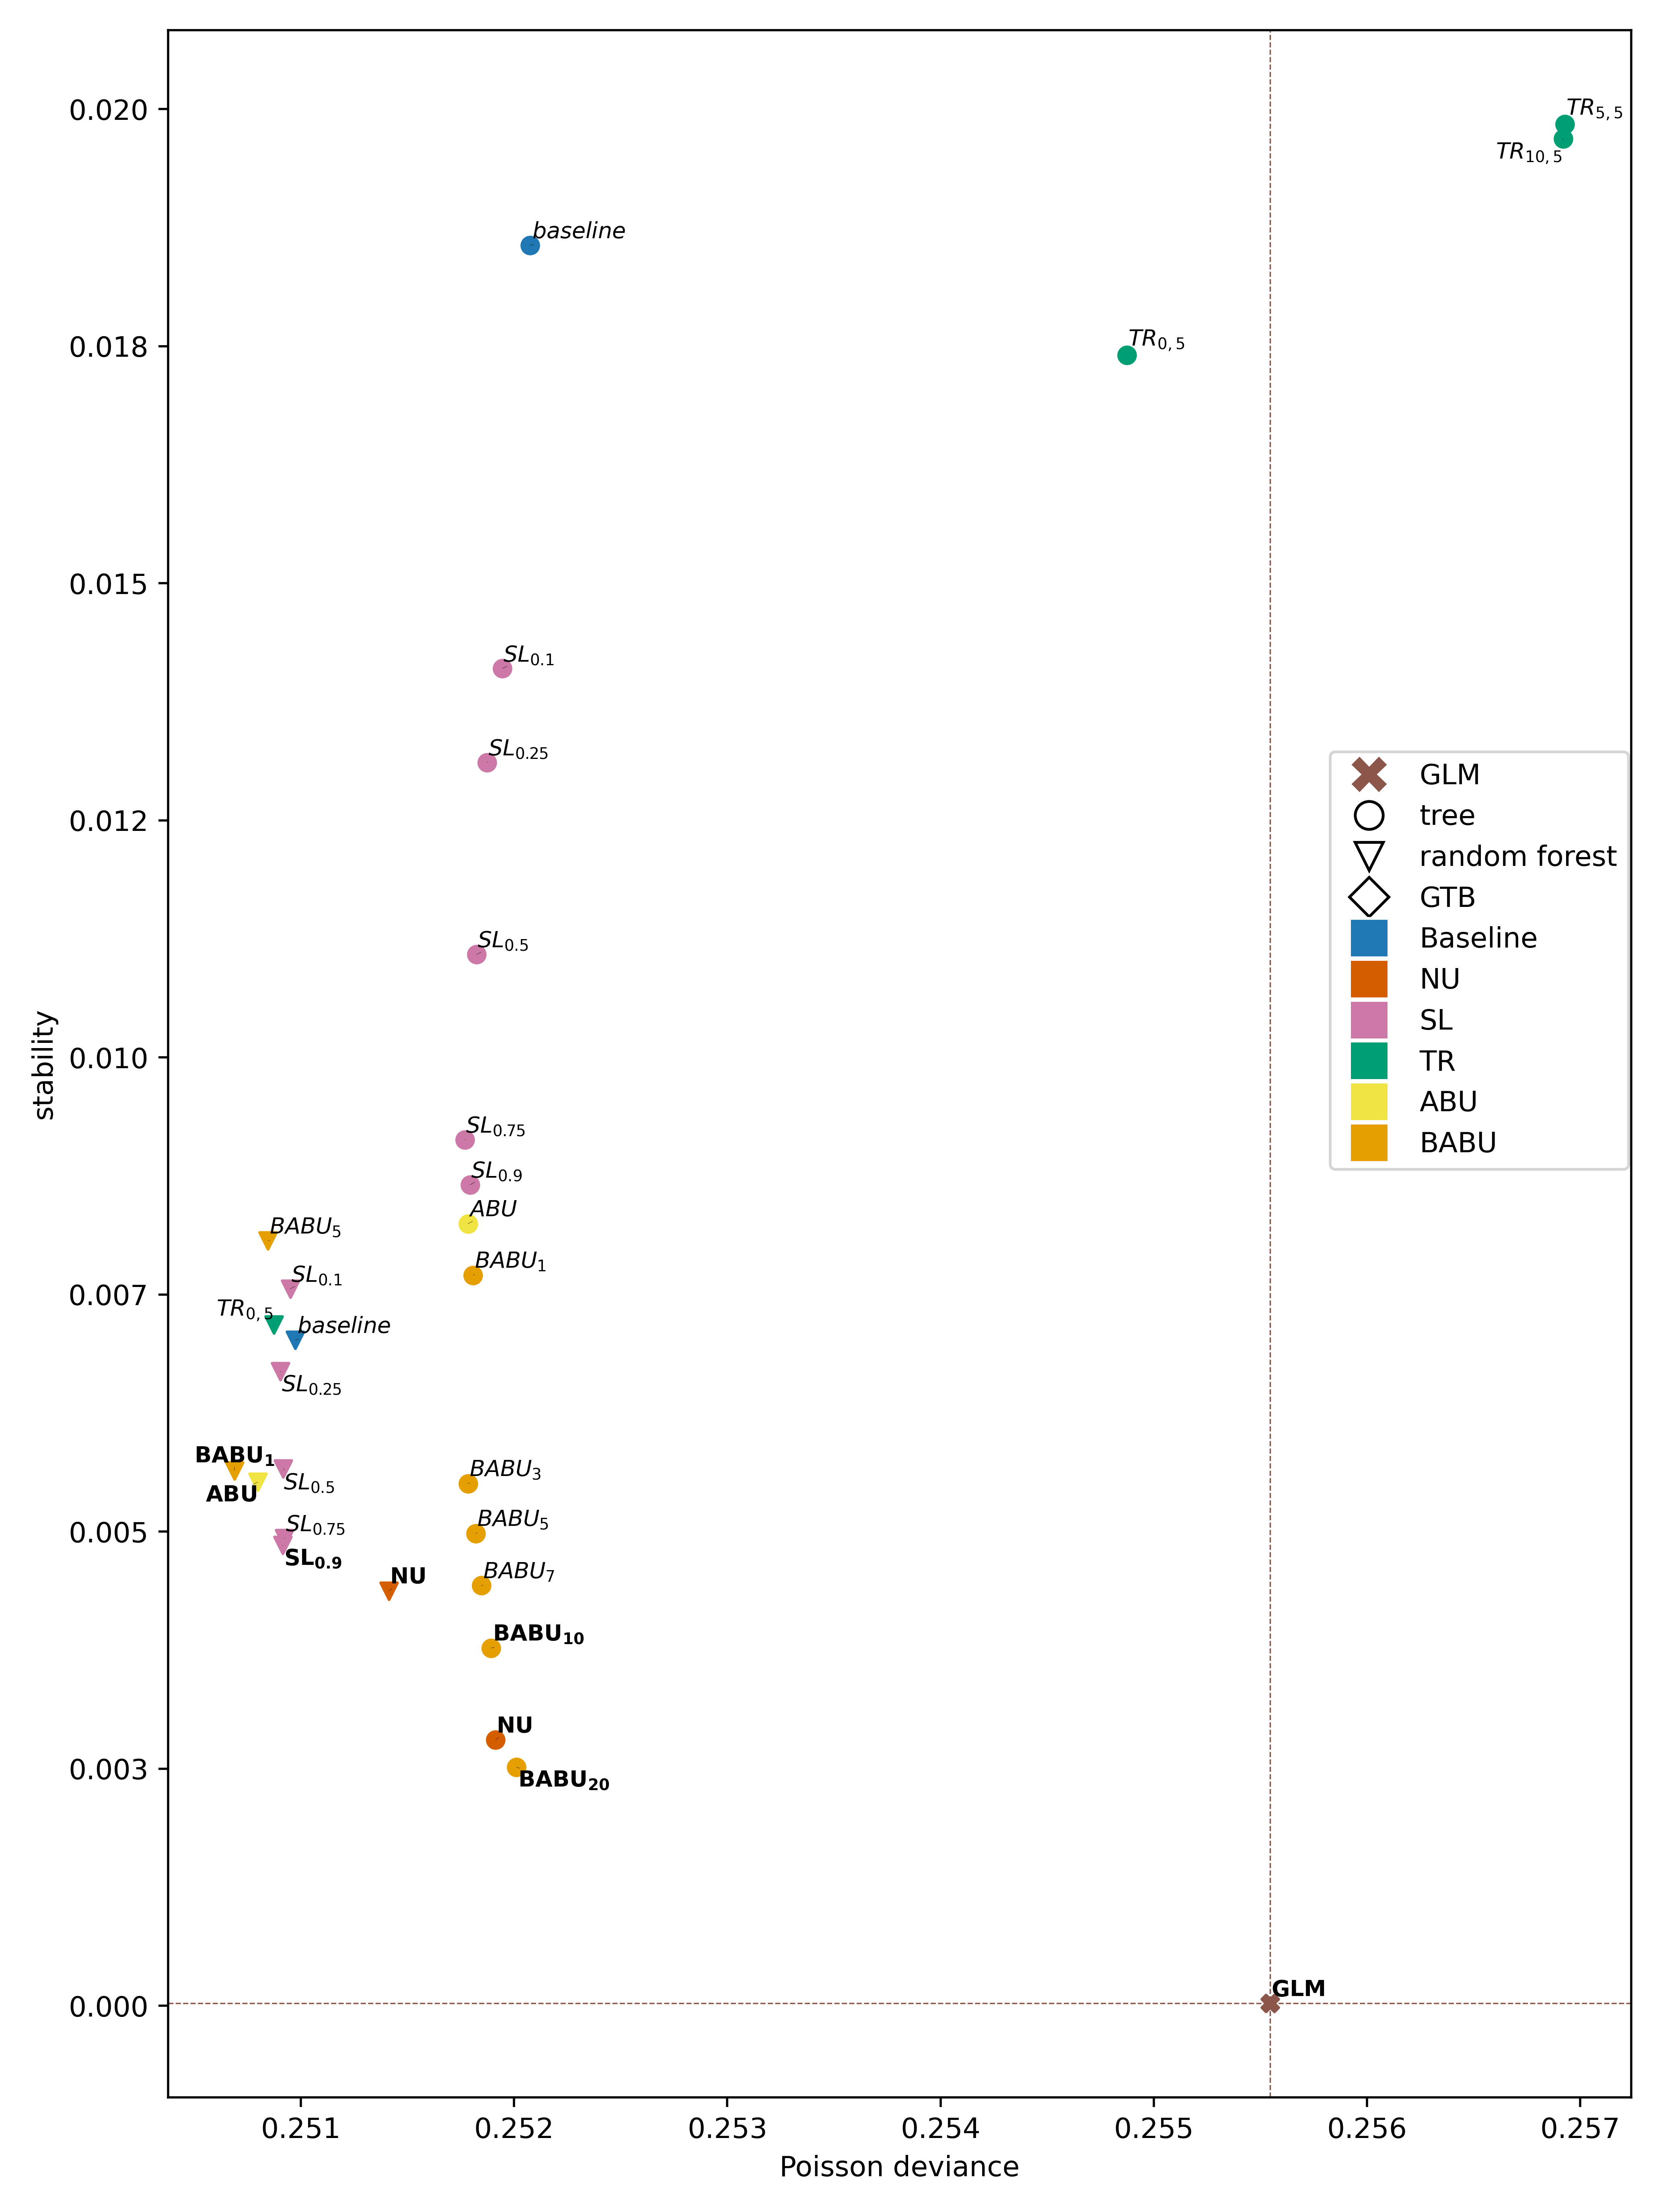 0.020
0.018
0.015
0.012
0.010
0.007
0.005
0.003
0.000
stability
TR5,5
TR10,5
baseline
TR0,5
SL0.1
SL0.25
SL0.5
SL0.75
SL0.9
ABU
BABU5
BABU1
SL0.1
TR0,5
baseline
SL0.25
BABU1
SL0.5
ABU
BABU3
SL0.75
BABU5
SL0.9
NU
BABU7
BABU10
NU
BABU20
GLM
GLM
tree
random forest
GTB
Baseline
NU
SL
TR
ABU
BABU
0.251 0.252 0.253 0.254 0.255 0.256 0.257
Poisson deviance